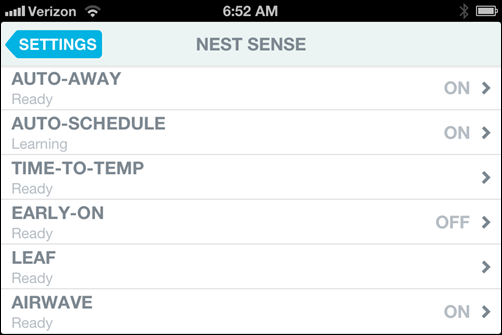 Verizon 6:52 AM
SETTINGS NEST SENSE
AUTO-AWAY ON
Ready
AUTO-SCHEDULE ON
Learning
TIME-TO-TEMP
Ready
EARLY-ON OFF
Ready
LEAF
Ready
AIRWAVE ON
Ready